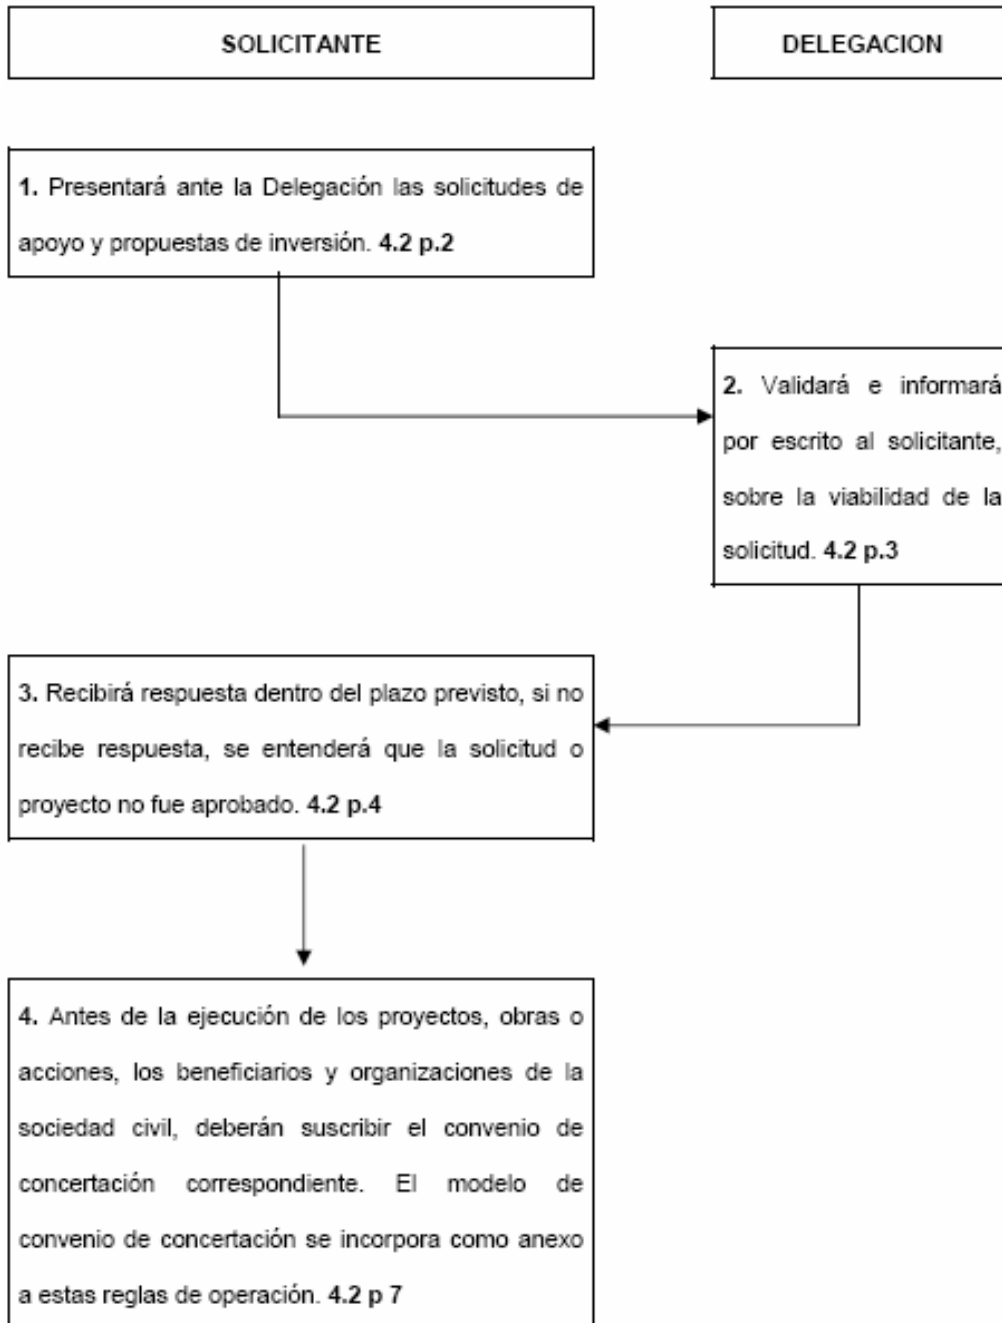 SOLICITANTE
DELEGACION
1. Presentará ante la Delegación las solicitudes de
apoyo y propuestas de inversión. 4.2 p.2
2. Validará e informará
por escrito al solicitante,
sobre la viabilidad de la
solicitud. 4.2 p.3
3. Recibirá respuesta dentro del plazo previsto, si no
recibe respuesta, se entenderá que la solicitud o
proyecto no fue aprobado. 4.2 p.4
4. Antes de la ejecución de los proyectos, obras o
acciones, los beneficiarios y organizaciones de la
sociedad civil, deberán suscribir el convenio de
concertación correspondiente. El modelo de
convenio de concertación se incorpora como anexo
a estas reglas de operación. 4.2 p 7